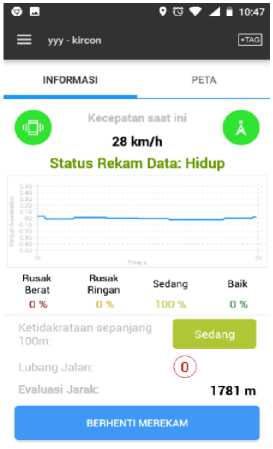 10:47
yyy - kircon
+TAG
INFORMASI
PETA
Kecepatan saat ini
28 km/h
Status Rekam Data: Hidup
Rusak Berat
Rusak Ringan
Sedang
Baik
0 %
0 %
100 %
0 %
Ketidakrataan sepanjang
100m:
Sedang
Lubang Jalan:
0
Evaluasi Jarak:
1781 m
BERHENTI MEREKAM